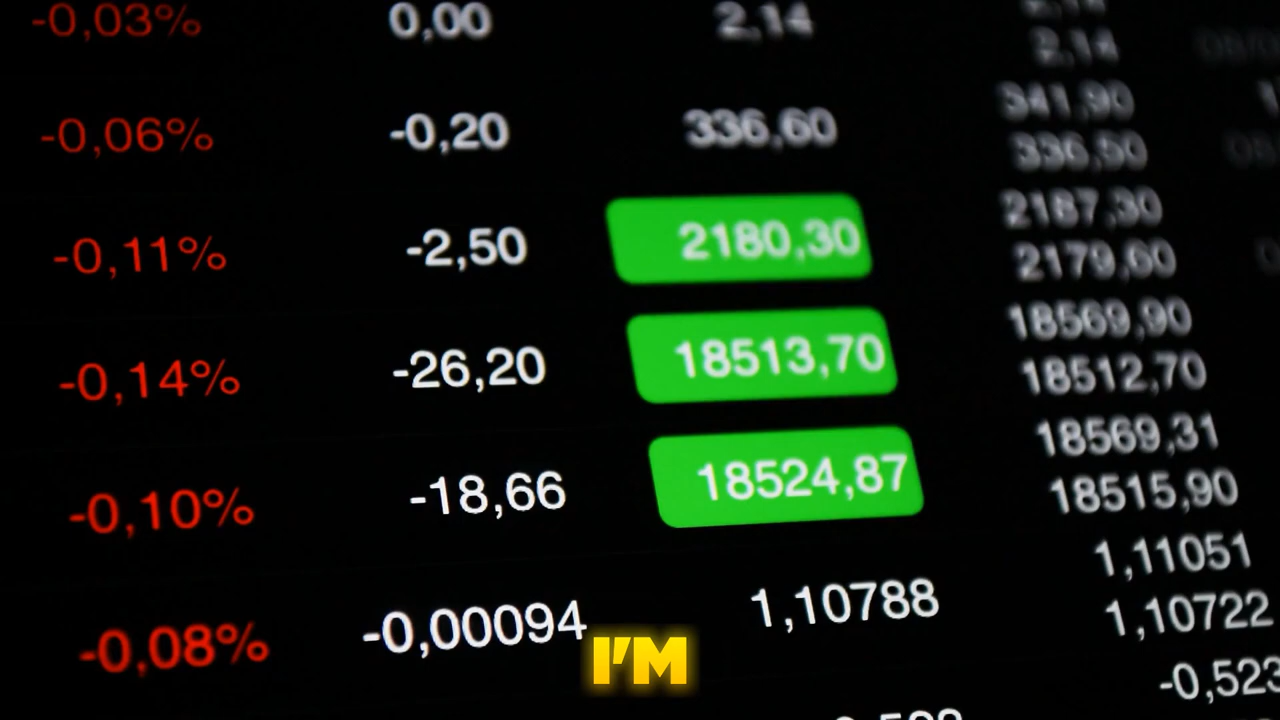 -0,03% 0,00 2,14 2,14
341,90
-0,06% -0,20 336,60 336,50
2187,30
-0,11% -2,50 2180,30 2179,60
18569,90
-0,14% -26,20 18513,70 18512,70
18569,31
-0,10% -18,66 18524,87 18515,90
1,11051
-0,08% -0,00094 1,10788 1,10722
-0,523
I'M